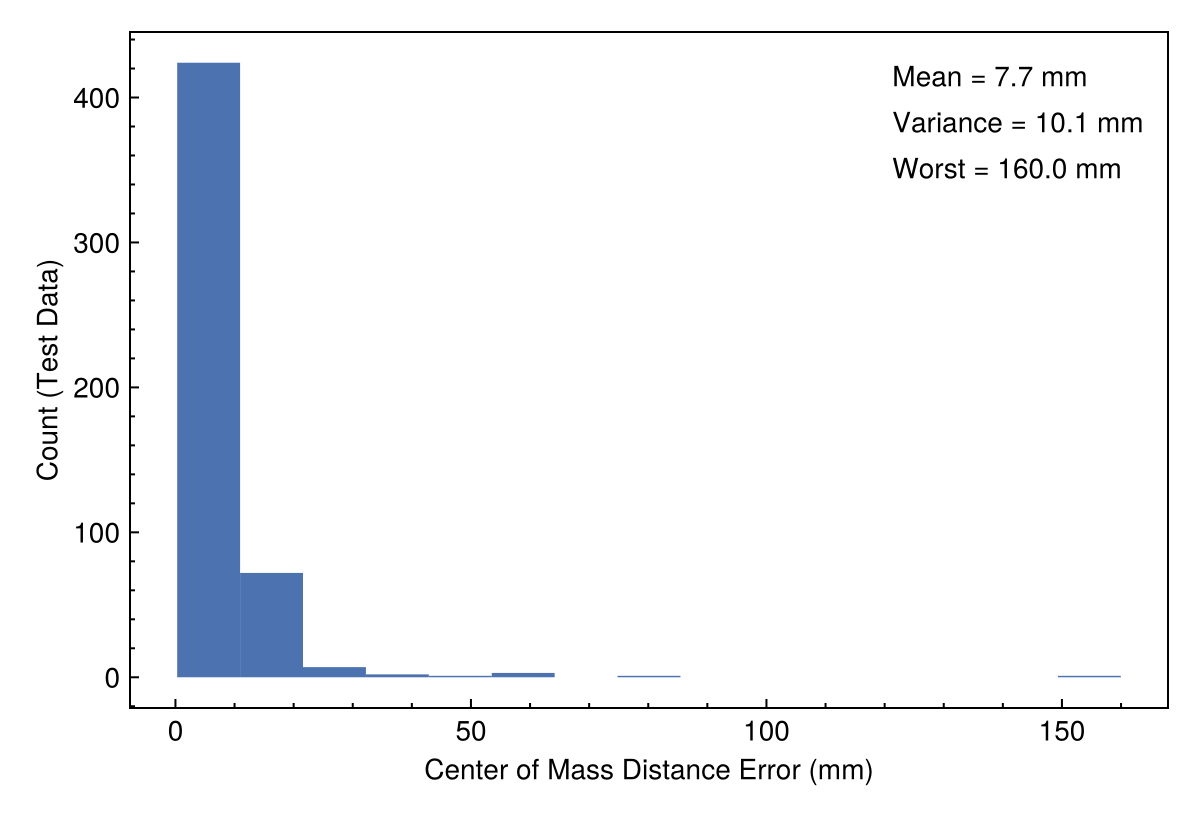 Mean = 7.7 mm
Variance = 10.1 mm
Worst = 160.0 mm
400
300
200
100
0
Count (Test Data)
0 50 100 150
Center of Mass Distance Error (mm)